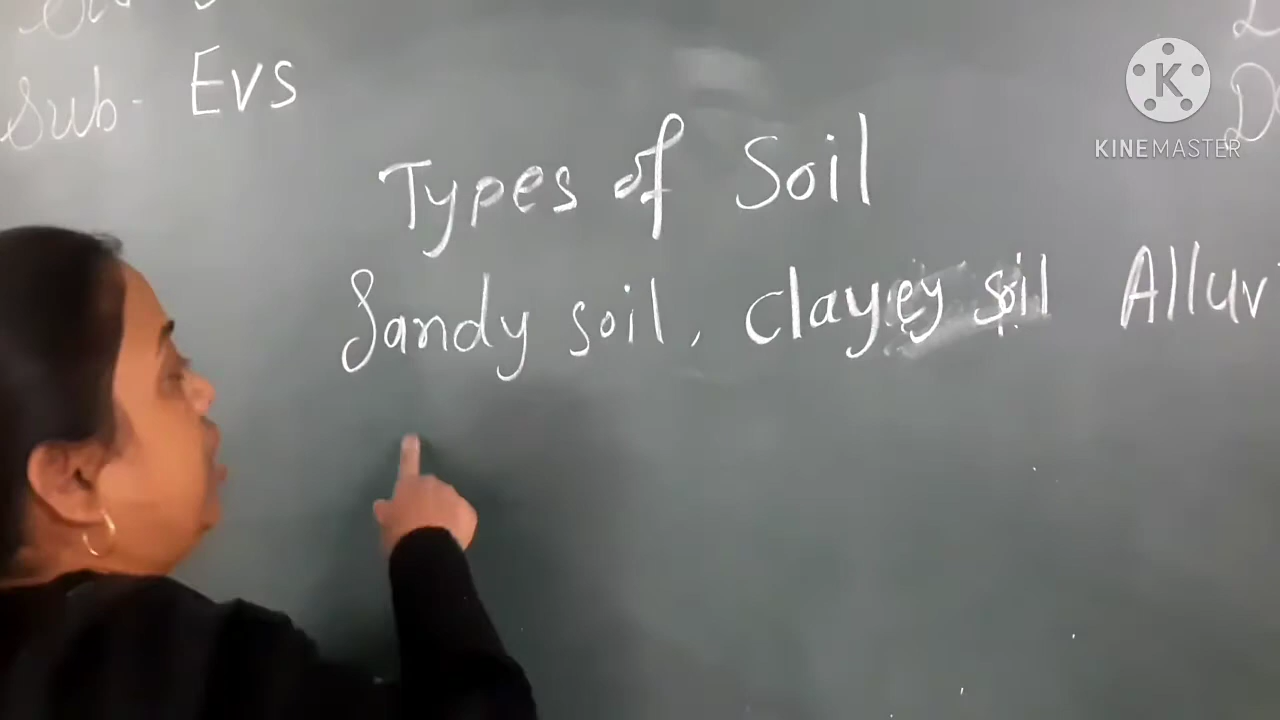 Sub- Evs
Types of Soil
Sandy soil, clayey soil Alluv
KINEMASTER